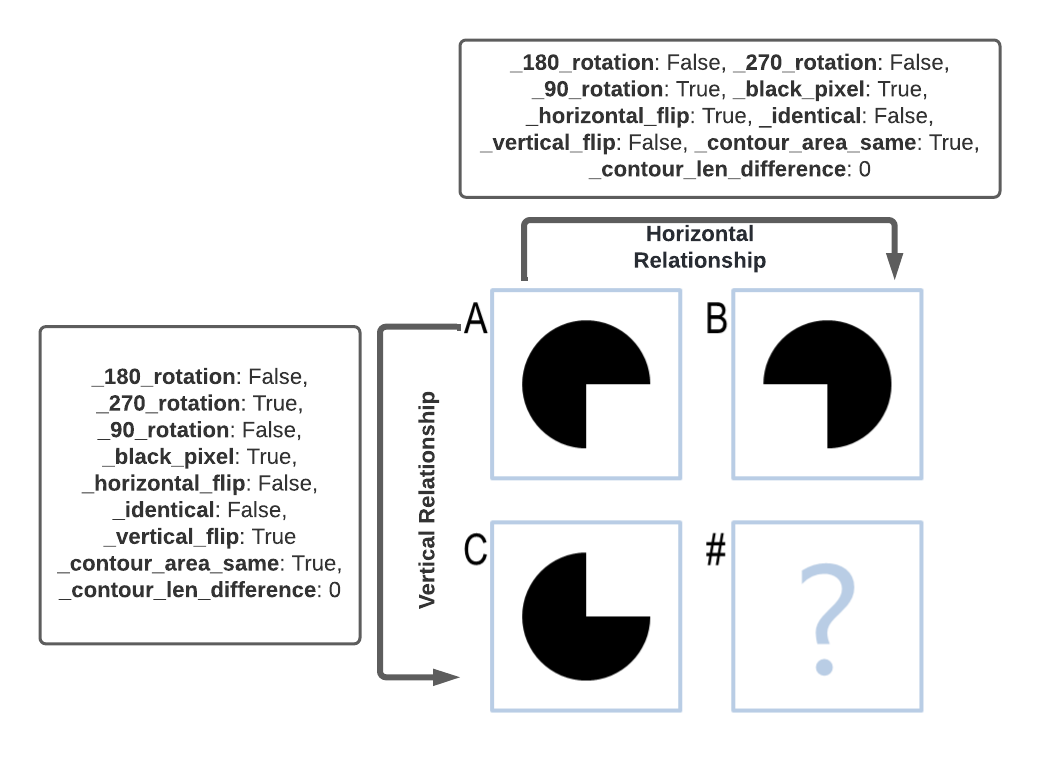 _180_rotation: False, _270_rotation: False,
_90_rotation: True, _black_pixel: True,
_horizontal_flip: True, _identical: False,
_vertical_flip: False, _contour_area_same: True,
_contour_len_difference: 0
Horizontal
Relationship
A
B
_180_rotation: False,
_270_rotation: True,
_90_rotation: False,
_black_pixel: True,
_horizontal_flip: False,
_identical: False,
_vertical_flip: True
_contour_area_same: True,
_contour_len_difference: 0
Vertical Relationship
C
#
?